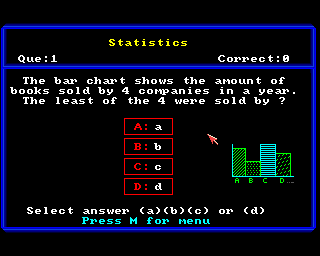 Statistics
Que:1 Correct:0
The bar chart shows the amount of
books sold by 4 companies in a year.
The least of the 4 were sold by ?
A: a
B: b
C: c
D: d
A B C D...
Select answer (a)(b)(c) or (d)
Press M for menu